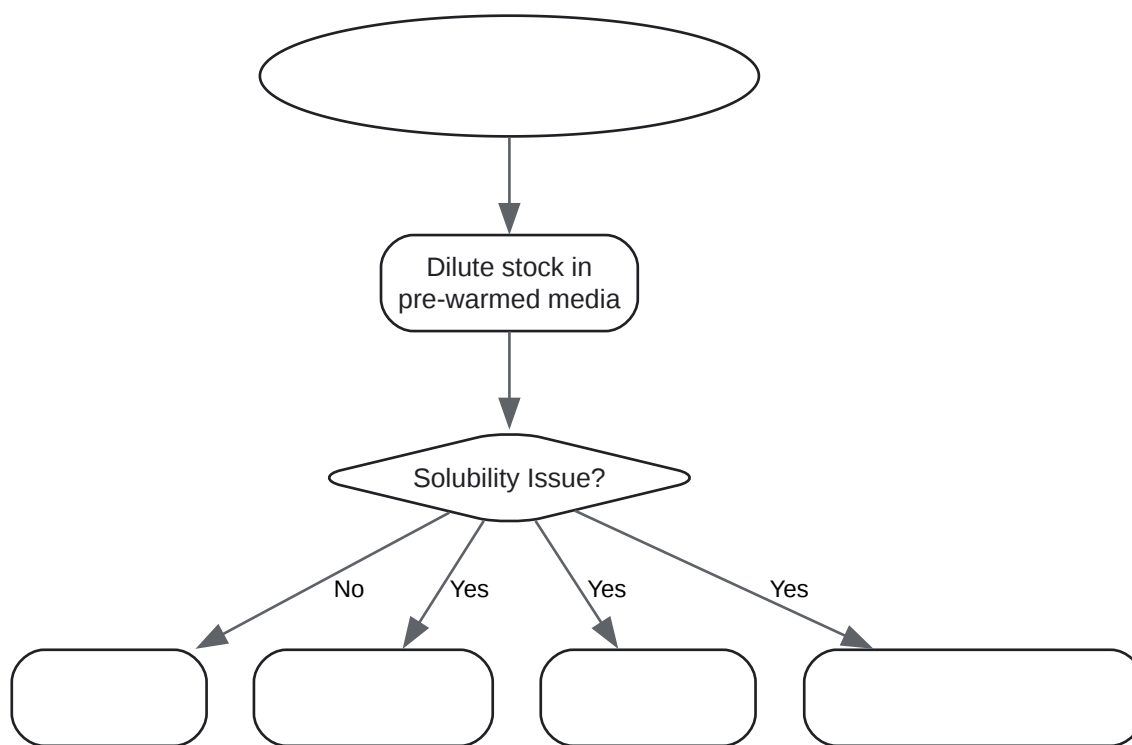 Dilute stock in
pre-warmed media
Solubility Issue?
No
Yes
Yes
Yes